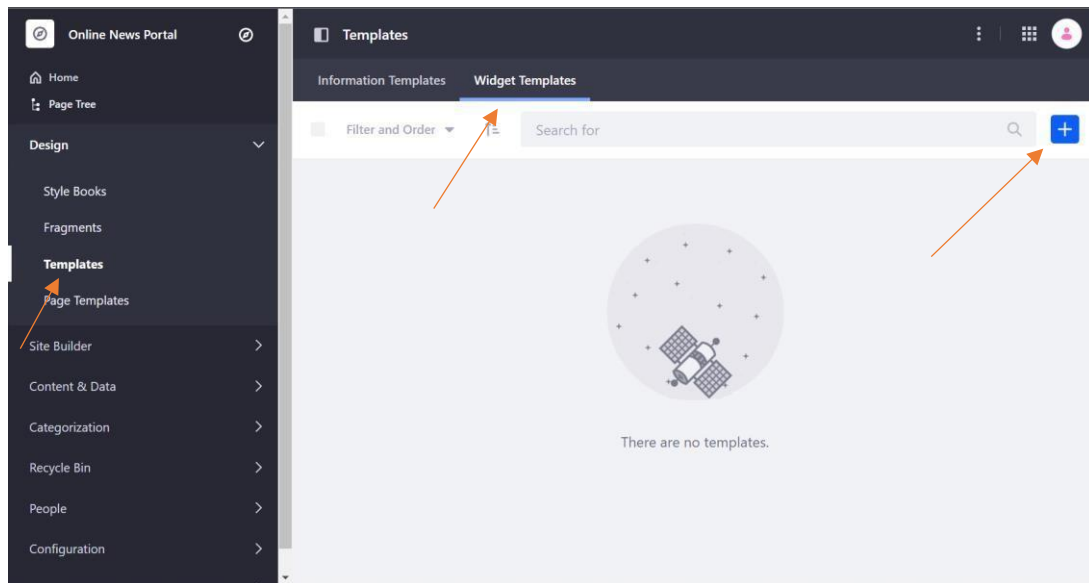 Online News Portal
Home
Page Tree
Design
Style Books
Fragments
Templates
Page Templates
Site Builder
Content & Data
Categorization
Recycle Bin
People
Configuration
Templates
Information Templates Widget Templates
Filter and Order Search for
There are no templates.